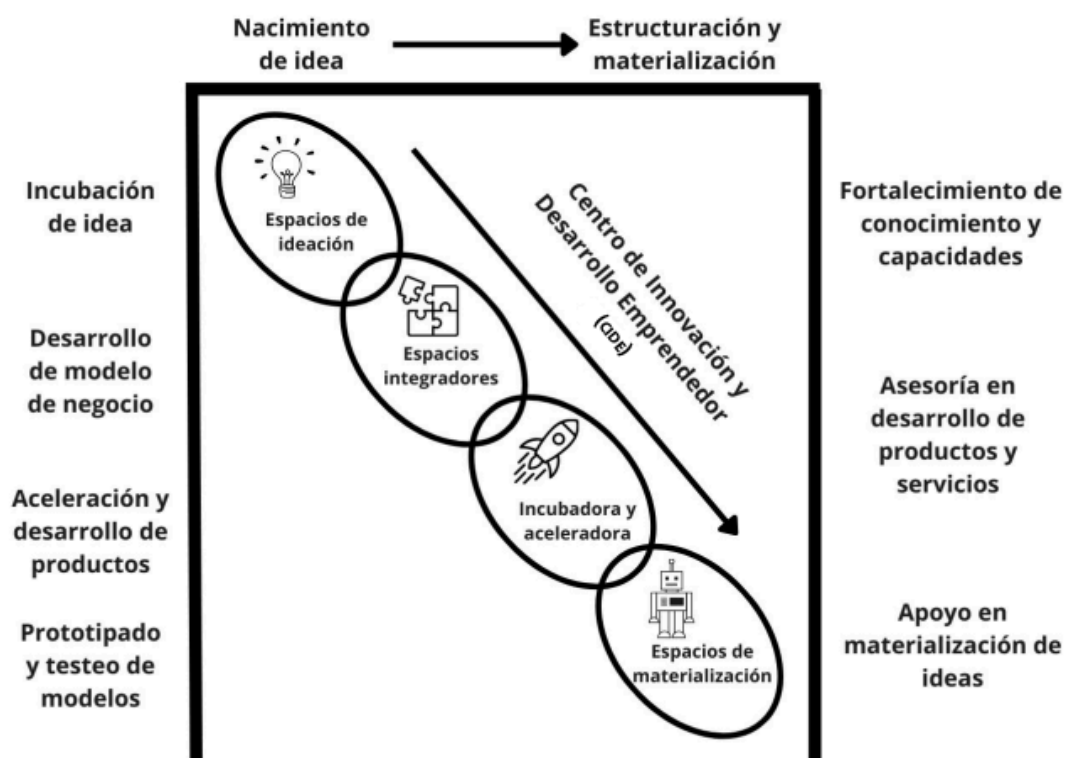 Nacimiento
de idea
Estructuración y
materialización
Incubación
de idea
Desarrollo
de modelo
de negocio
Aceleración y
desarrollo de
productos
Prototipado
y testeo de
modelos
Espacios de
ideación
Espacios
integradores
Incubadora y
aceleradora
Espacios de
materialización
Centro de Innovación y
Desarrollo Emprendedor
(CIDE)
Fortalecimiento de
conocimiento y
capacidades
Asesoría en
desarrollo de
productos y
servicios
Apoyo en
materialización de
ideas